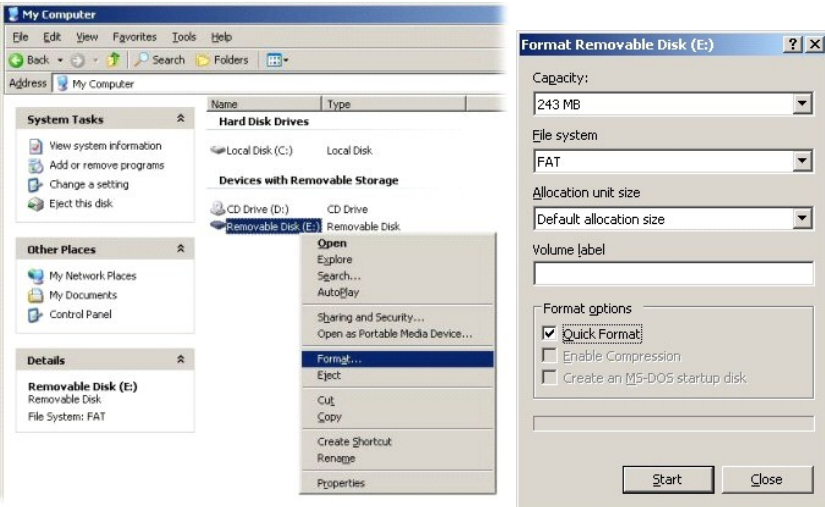 My Computer
File Edit View Favorites Tools Help
Back Search Folders
Address My Computer
System Tasks
View system information
Add or remove programs
Change a setting
Eject this disk
Other Places
My Network Places
My Documents
Control Panel
Details
Removable Disk (E:)
Removable Disk
File System: FAT
Name Type
Hard Disk Drives
Local Disk (C:) Local Disk
Devices with Removable Storage
CD Drive (D:) CD Drive
Removable Disk (E:) Removable Disk
Open
Explore
Search...
AutoPlay
Sharing and Security...
Open as Portable Media Device...
Format...
Eject
Cut
Copy
Create Shortcut
Rename
Properties
Format Removable Disk (E:)
Capacity:
243 MB
File system
FAT
Allocation unit size
Default allocation size
Volume label
Format options
Quick Format
Enable Compression
Create an MS-DOS startup disk
Start Close